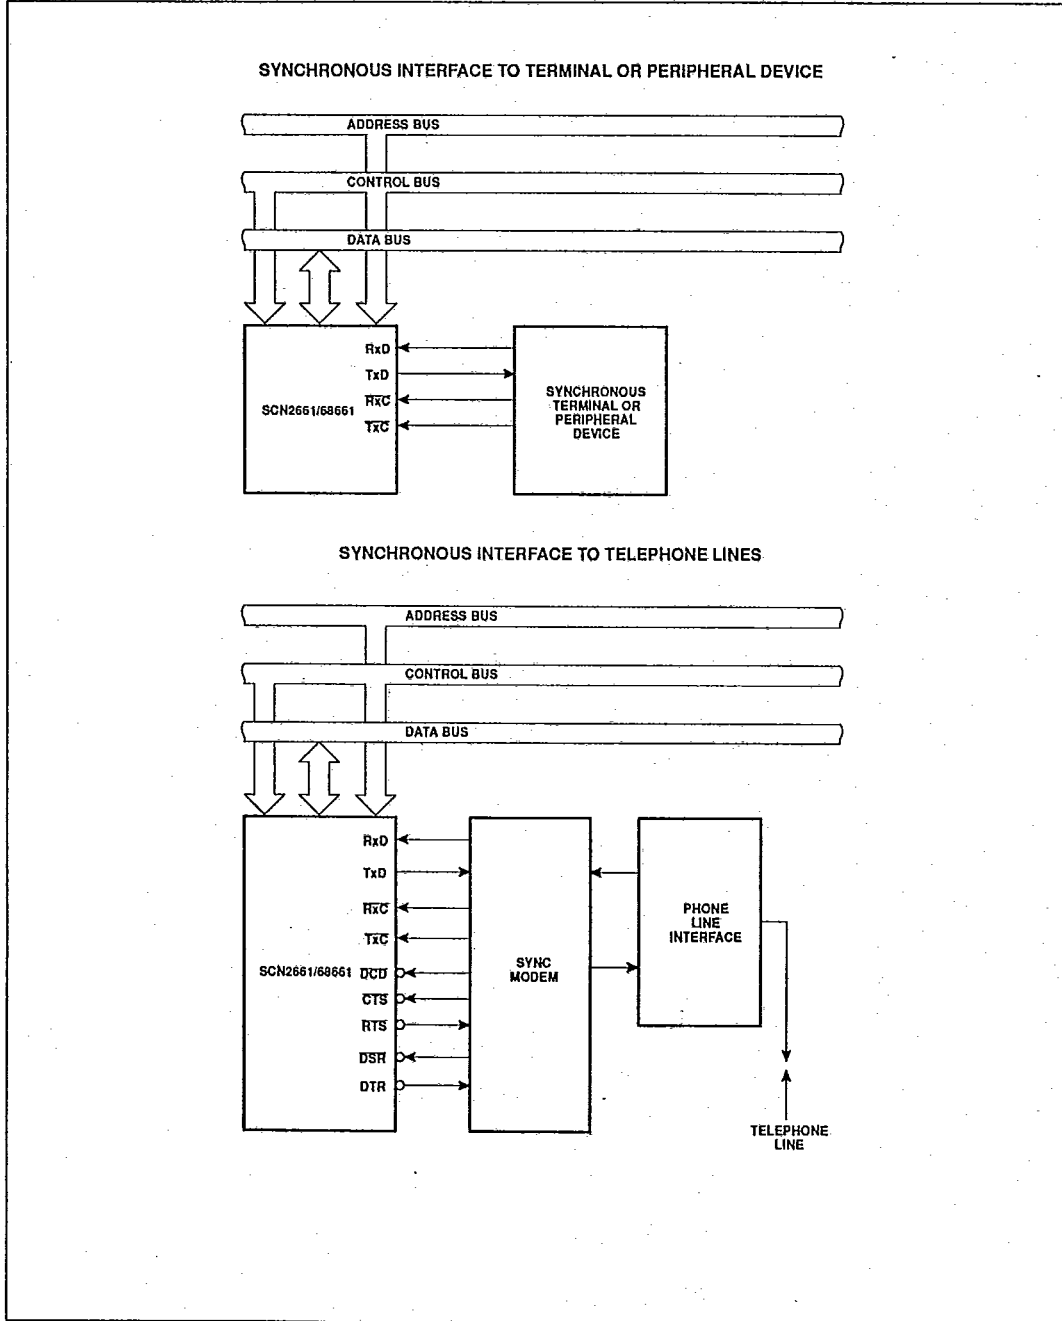 SYNCHRONOUS INTERFACE TO TERMINAL OR PERIPHERAL DEVICE
ADDRESS BUS
CONTROL BUS
DATA BUS
RxD
TxD
RxC
TxC
SCN2661/68661
SYNCHRONOUS
TERMINAL OR
PERIPHERAL
DEVICE
SYNCHRONOUS INTERFACE TO TELEPHONE LINES
ADDRESS BUS
CONTROL BUS
DATA BUS
RxD
TxD
RxC
TxC
SCN2661/68661
DCD
CTS
RTS
DSR
DTR
SYNC
MODEM
PHONE
LINE
INTERFACE
TELEPHONE
LINE